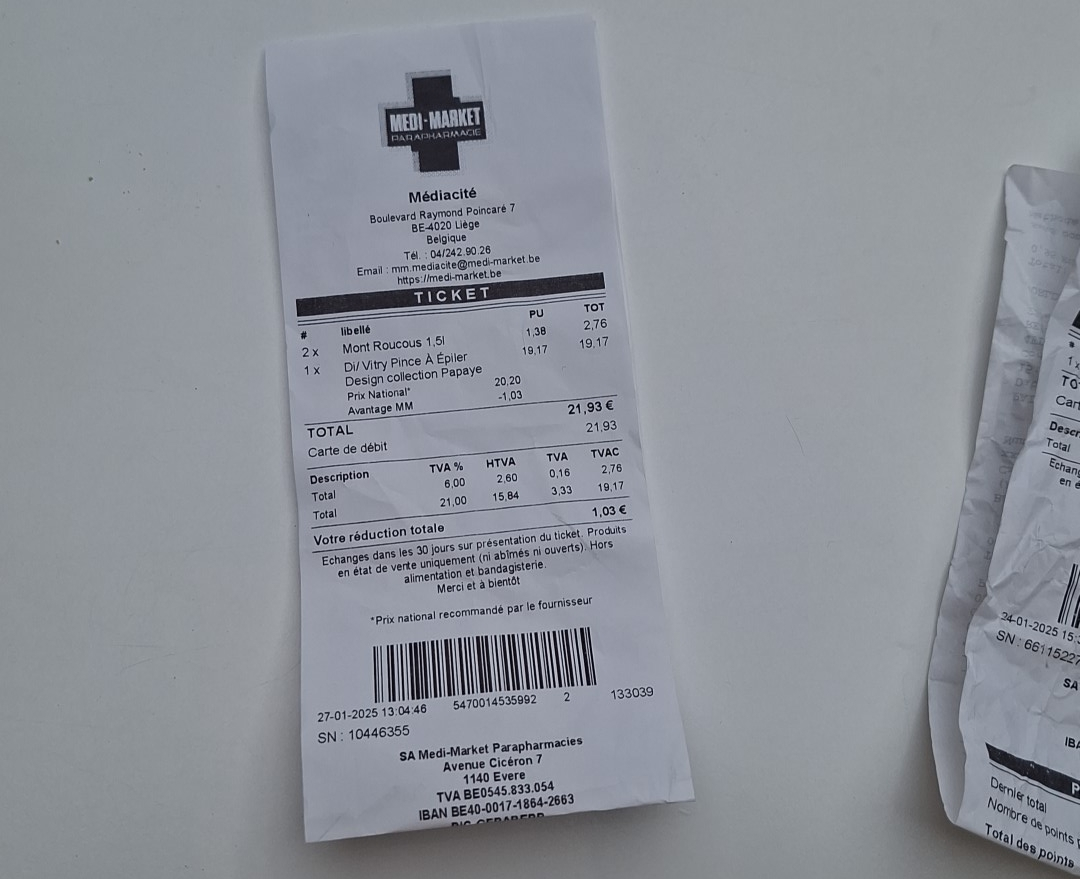 MEDI-MARKET
PARAPHARMACIE
Médiacité
Boulevard Raymond Poincaré 7
BE-4020 Liège
Belgique
Tél. : 04/242.90.26
Email : mm.mediacite@medi-market.be
https://medi-market.be
TICKET
# libellé PU TOT
2 x Mont Roucous 1,5l 1,38 2,76
1 x Di/ Vitry Pince À Épiler 19,17 19,17
Design collection Papaye
Prix National* 20,20
Avantage MM -1,03
TOTAL 21,93 €
Carte de débit 21,93
Description TVA % HTVA TVA TVAC
Total 6,00 2,60 0,16 2,76
Total 21,00 15,84 3,33 19,17
Votre réduction totale 1,03 €
Echanges dans les 30 jours sur présentation du ticket. Produits
en état de vente uniquement (ni abîmés ni ouverts). Hors
alimentation et bandagisterie.
Merci et à bientôt
*Prix national recommandé par le fournisseur
27-01-2025 13:04:46 5470014535992 2 133039
SN : 10446355
SA Medi-Market Parapharmacies
Avenue Cicéron 7
1140 Evere
TVA BE0545.833.054
IBAN BE40-0017-1864-2663
Total
en
24-01-2025
SN : 6611522
SA
Dernier total
Nombre de points
Total des points